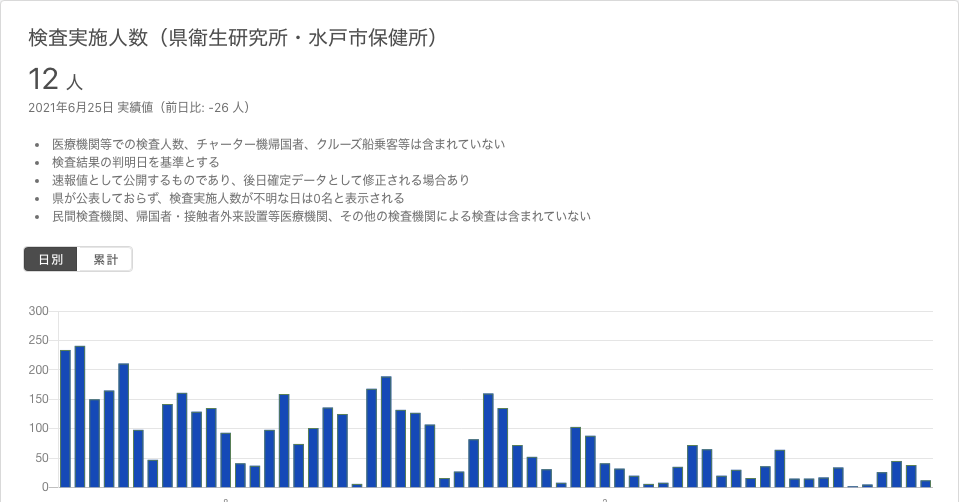 検査実施人数（県衛生研究所・水戸市保健所）
12 人
2021年6月25日 実績値（前日比: -26 人）
• 医療機関等での検査人数、チャーター機帰国者、クルーズ船乗客等は含まれていない
• 検査結果の判明日を基準とする
• 速報値として公開するものであり、後日確定データとして修正される場合あり
• 県が公表しておらず、検査実施人数が不明な日は0名と表示される
• 民間検査機関、帰国者・接触者外来設置等医療機関、その他の検査機関による検査は含まれていない
日別 累計
300
250
200
150
100
50
0